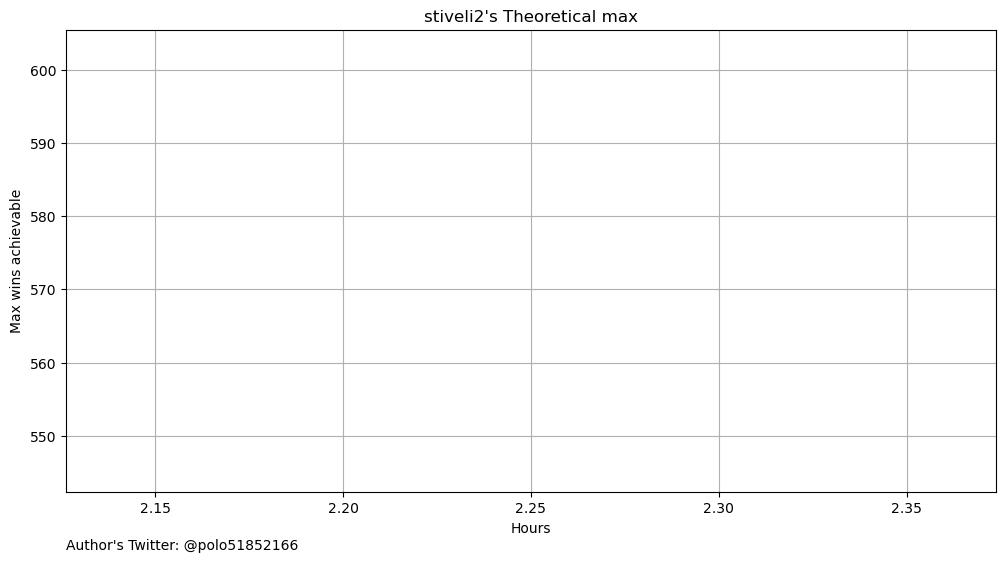 stiveli2's Theoretical max
Max wins achievable
600
590
580
570
560
550
2.15
2.20
2.25
2.30
2.35
Hours
Author's Twitter: @polo51852166